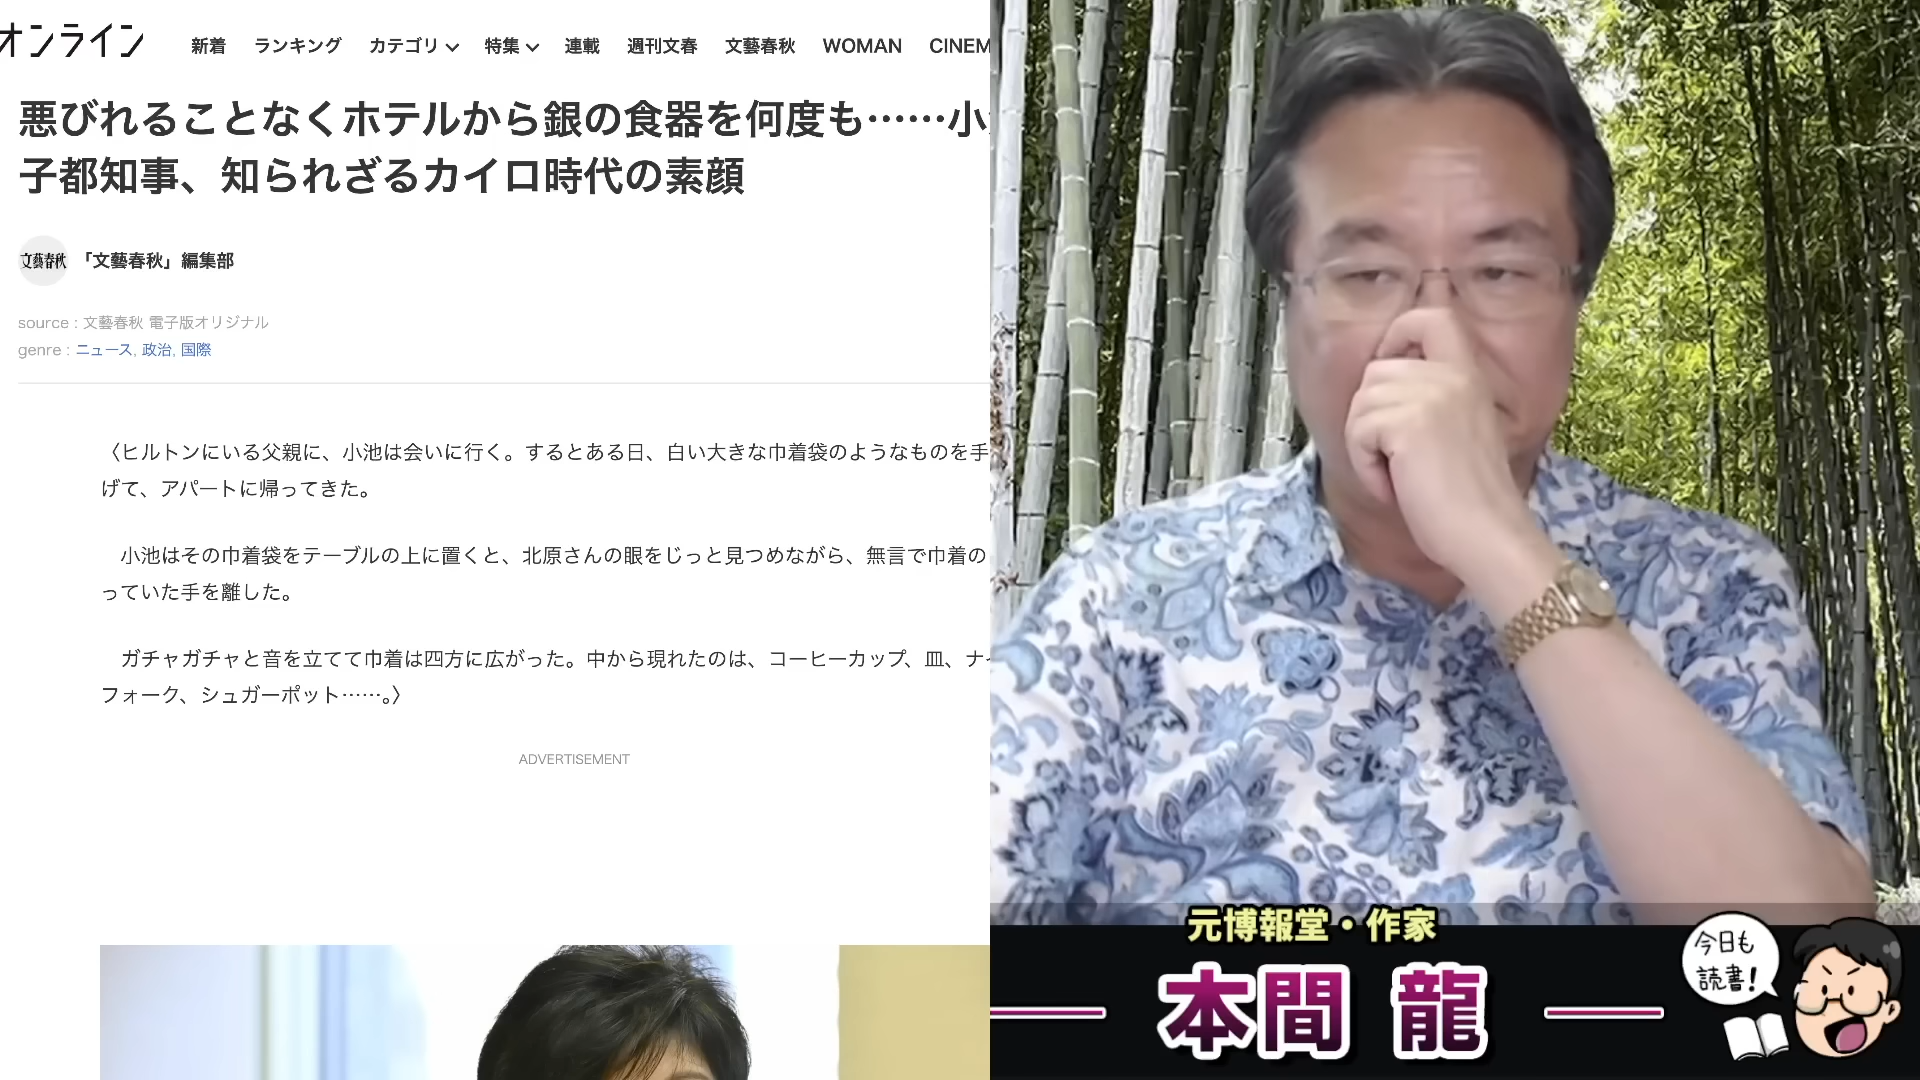 オンライン
新着 ランキング カテゴリ 特集 連載 週刊文春 文藝春秋 WOMAN CINEM
悪びれることなくホテルから銀の食器を何度も……小
子都知事、知られざるカイロ時代の素顔
文藝春秋 「文藝春秋」編集部
source : 文藝春秋 電子版オリジナル
genre : ニュース, 政治, 国際
〈ヒルトンにいる父親に、小池は会いに行く。するとある日、白い大きな巾着袋のようなものを手
げて、アパートに帰ってきた。
小池はその巾着袋をテーブルの上に置くと、北原さんの眼をじっと見つめながら、無言で巾着の
っていた手を離した。
ガチャガチャと音を立てて巾着は四方に広がった。中から現れたのは、コーヒーカップ、皿、ナイ
フォーク、シュガーポット……。〉
ADVERTISEMENT
元博報堂・作家
本間 龍
今日も
読書!